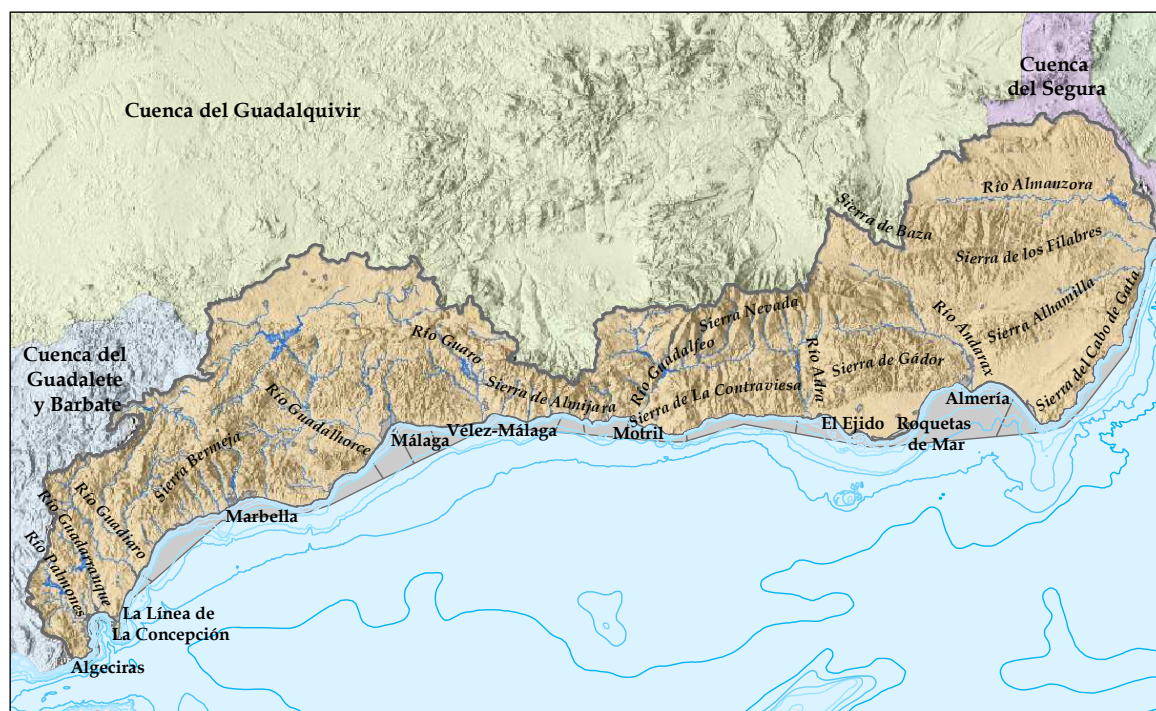 Cuenca
del Segura
Cuenca del Guadalquivir
Río Almanzora
Sierra de Baza
Sierra de los Filabres
Sierra Alhamilla
Sierra del Cabo de Gata
Río Andarax
Sierra Nevada
Río Guadalfeo
Río Adra
Sierra de Gádor
Río Guaro
Sierra de Almijara
Sierra de La Contraviesa
Cuenca del
Guadalete
y Barbate
Río Guadalhorce
Sierra Bermeja
Almería
El Ejido
Roquetas
de Mar
Motril
Vélez-Málaga
Málaga
Marbella
Río Guadiaro
Río Guadarranque
Río Palmones
La Línea de
La Concepción
Algeciras